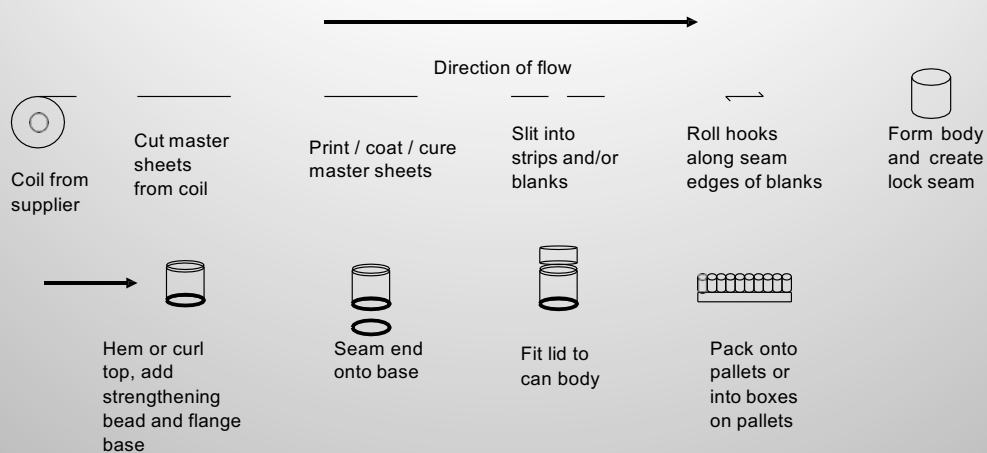 Direction of flow
Coil from
supplier
Cut master
sheets
from coil
Print / coat / cure
master sheets
Slit into
strips and/or
blanks
Roll hooks
along seam
edges of blanks
Form body
and create
lock seam
Hem or curl
top, add
strengthening
bead and flange
base
Seam end
onto base
Fit lid to
can body
Pack onto
pallets or
into boxes
on pallets